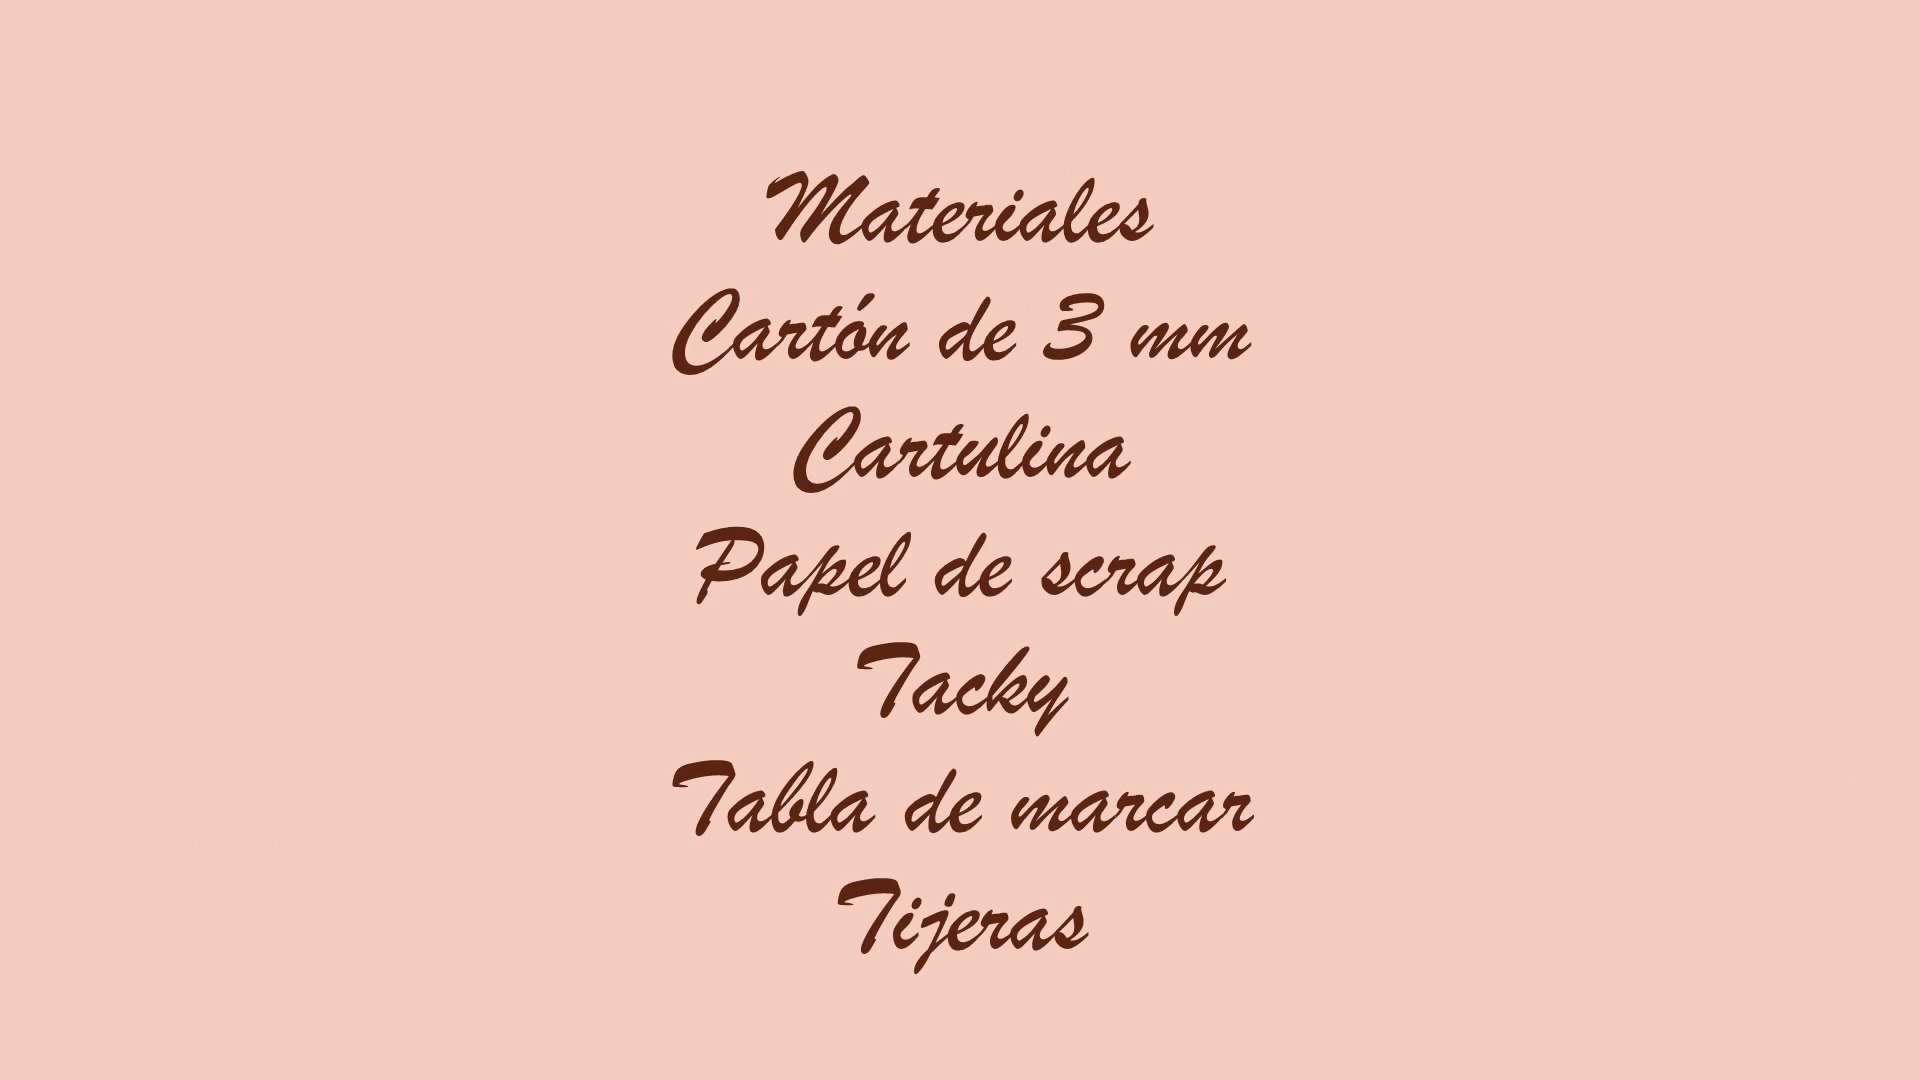 Materiales
Cartón de 3 mm
Cartulina
Papel de scrap
Tacky
Tabla de marcar
Tijeras